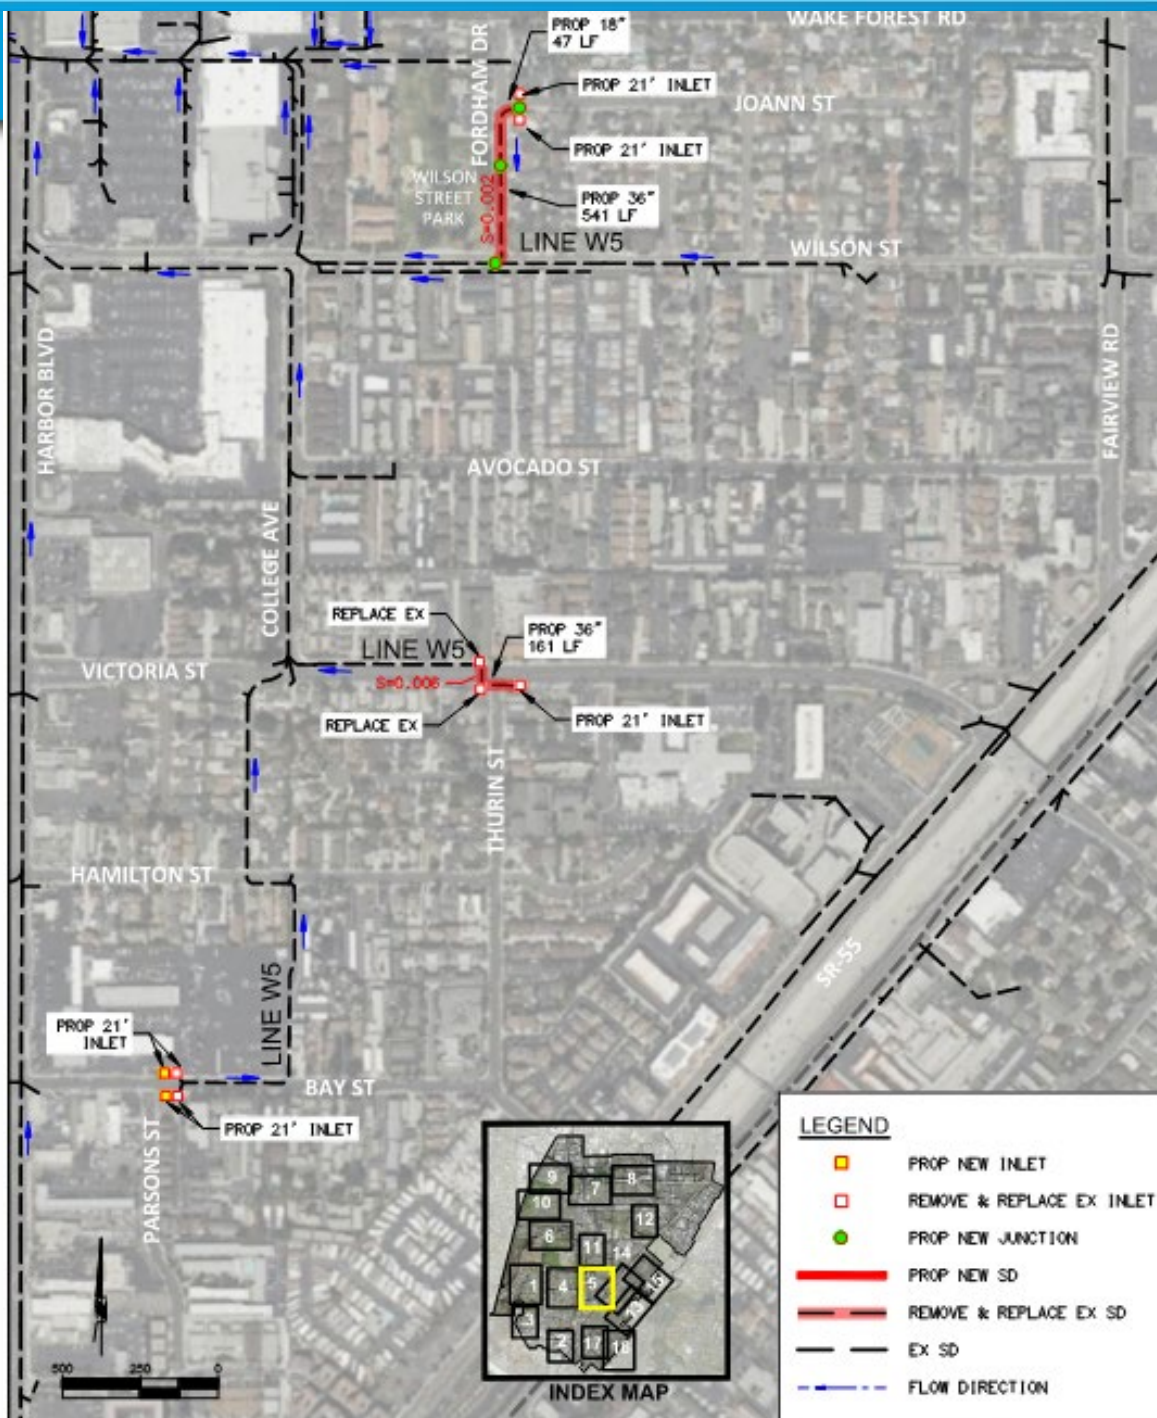 WAKE FOREST RD
PROP 18"
47 LF
FORDHAM DR
PROP 21' INLET
JOANN ST
PROP 21' INLET
WILSON
STREET
PARK
S=0.002
PROP 36"
541 LF
LINE W5
WILSON ST
HARBOR BLVD
FAIRVIEW RD
AVOCADO ST
COLLEGE AVE
REPLACE EX
PROP 36"
161 LF
LINE W5
VICTORIA ST
S=0.006
REPLACE EX
PROP 21' INLET
THURIN ST
HAMILTON ST
SR-55
LINE W5
PROP 21'
INLET
BAY ST
PROP 21' INLET
PARSONS ST
LEGEND
PROP NEW INLET
REMOVE & REPLACE EX INLET
PROP NEW JUNCTION
PROP NEW SD
REMOVE & REPLACE EX SD
EX SD
FLOW DIRECTION
9
7
8
10
6
12
11
14
1
4
5
15
13
3
2
17
16
INDEX MAP
500
0